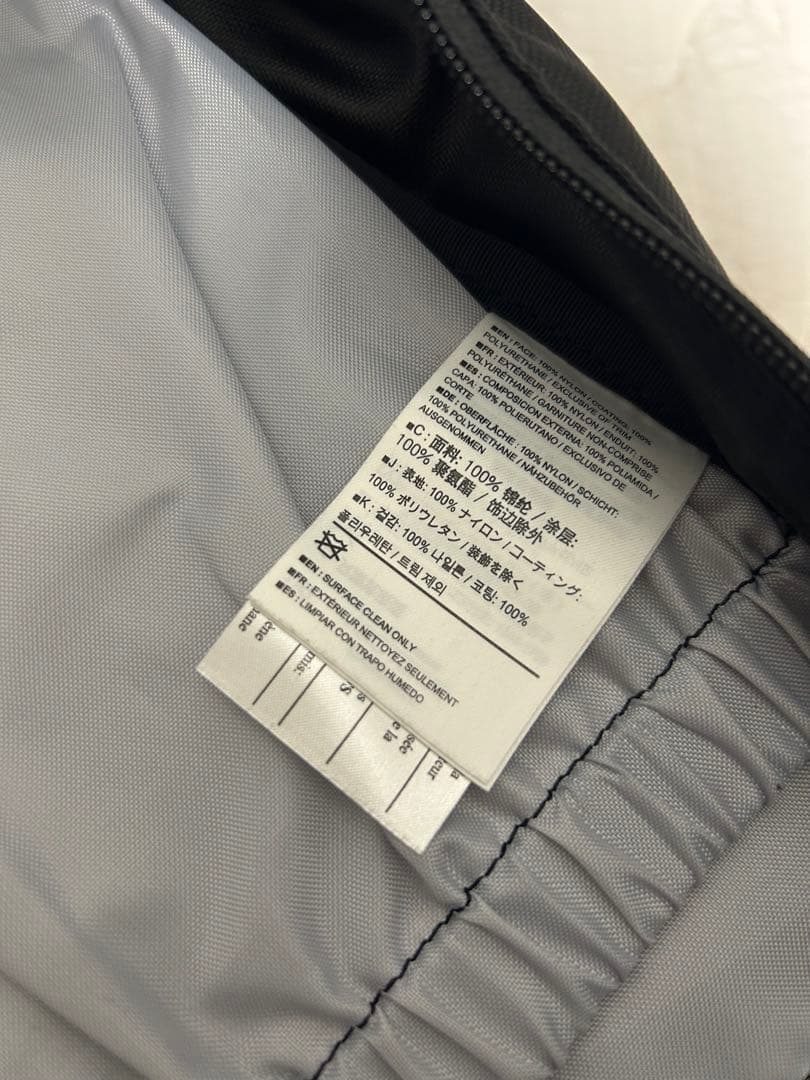 ■EN : FACE: 100% NYLON / COATING: 100%
POLYURETHANE / EXCLUSIVE OF TRIM
■FR : EXTÉRIEUR: 100% NYLON / ENDUIT: 100%
POLYURÉTHANE / GARNITURE NON-COMPRISE
■ES : COMPOSICION EXTERNA: 100% POLIAMIDA /
CAPA: 100% POLIERUTANO / EXCLUSIVO DE
CORTE
■DE : OBERFLÄCHE : 100% NYLON / SCHICHT:
100% POLYURETHANE / NÄHZUBEHÖR
AUSGENOMMEN
■C : 面料: 100% 锦纶 / 涂层:
100% 聚氨酯 / 饰边除外
■J : 表地: 100% ナイロン / コーティング:
100% ポリウレタン / 装飾を除く
■K : 겉감: 100% 나일론 / 코팅: 100%
폴리우레탄 / 트림 제외
■EN : SURFACE CLEAN ONLY
■FR : EXTÉRIEUR NETTOYEZ SEULEMENT
■ES : LIMPIAR CON TRAPO HUMEDO